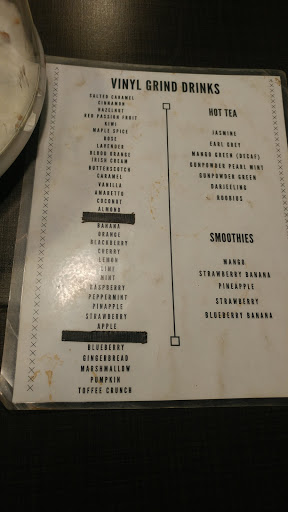 VINYL GRIND DRINKS
SALTED CARAMEL
CINNAMON
HAZELNUT
RED PASSION FRUIT
KIWI
MAPLE SPICE
ROSE
LAVENDER
BLOOD ORANGE
IRISH CREAM
BUTTERSCOTCH
CARAMEL
VANILLA
AMARETTO
COCONUT
ALMOND
BANANA
ORANGE
BLACKBERRY
CHERRY
LEMON
LIME
MINT
RASPBERRY
PEPPERMINT
PINAPPLE
STRAWBERRY
APPLE
BLUEBERRY
GINGERBREAD
MARSHMALLOW
PUMPKIN
TOFFEE CRUNCH
HOT TEA
JASMINE
EARL GREY
MANGO GREEN (DECAF)
GUNPOWDER PEARL MINT
GUNPOWDER GREEN
DARJEELING
ROOBIOS
SMOOTHIES
MANGO
STRAWBERRY BANANA
PINEAPPLE
STRAWBERRY
BLUEBERRY BANANA